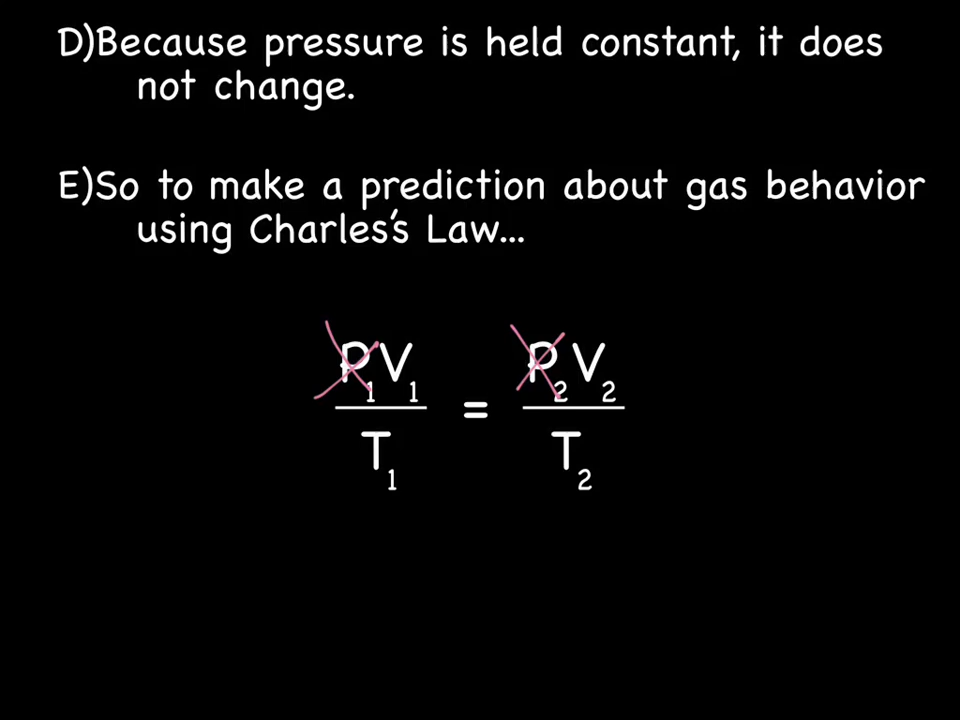 D)Because pressure is held constant, it does
not change.
E)So to make a prediction about gas behavior
using Charles's Law...
P₁V₁ = P₂V₂
T₁ T₂